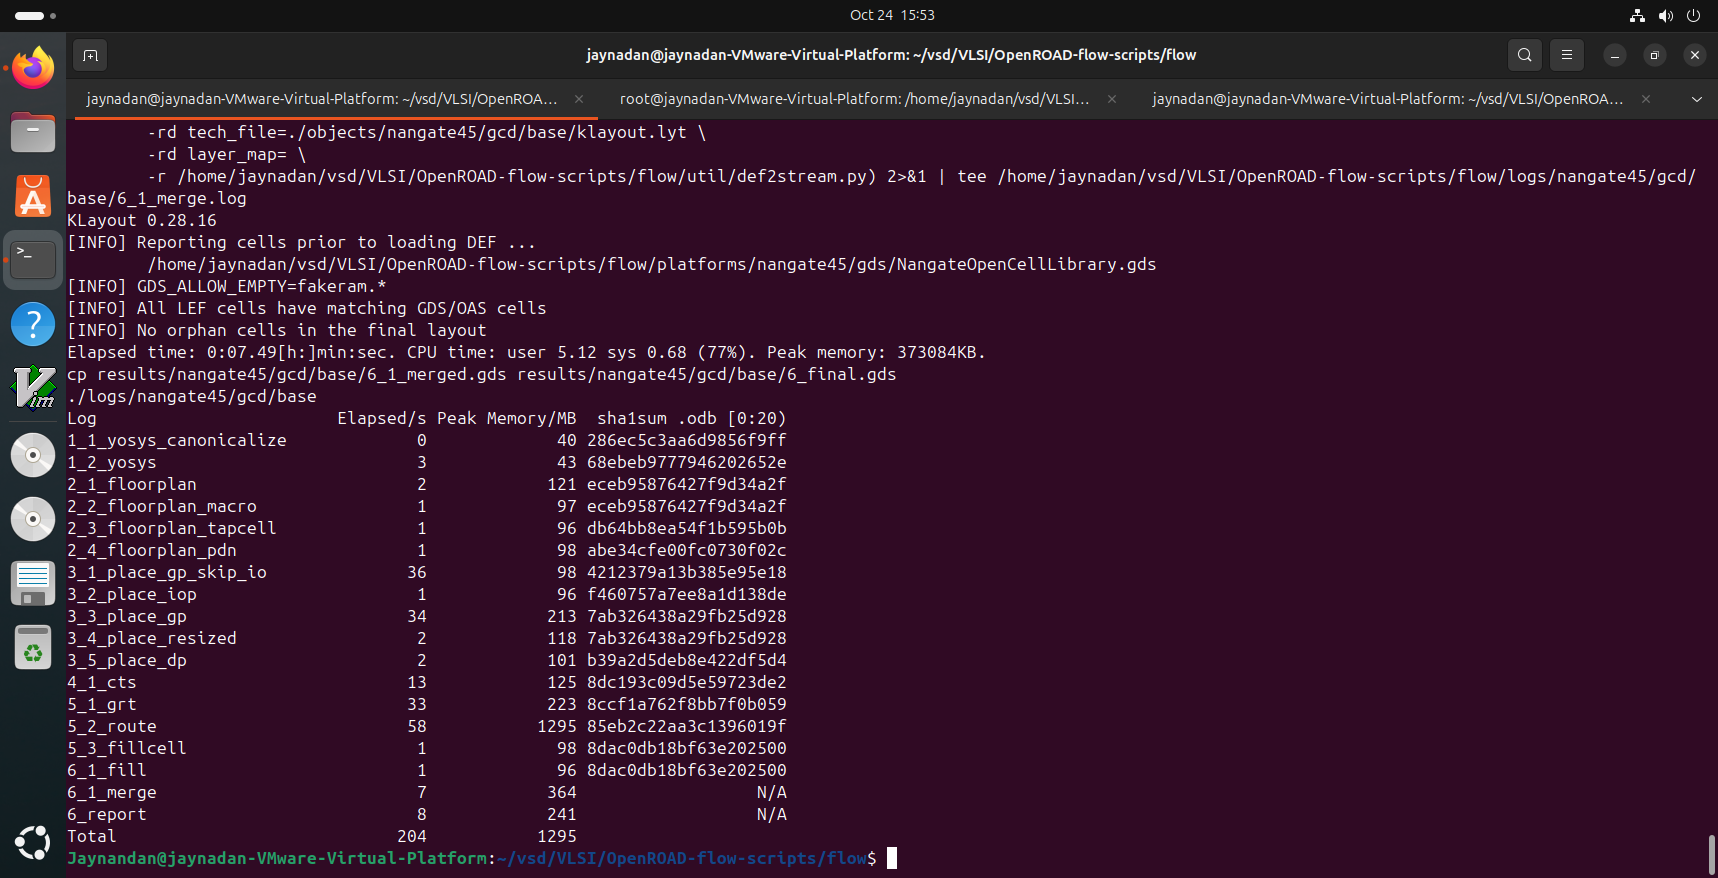 Oct 24 15:53
jaynadan@jaynadan-VMware-Virtual-Platform: ~/vsd/VLSI/OpenROAD-flow-scripts/flow
jaynadan@jaynadan-VMware-Virtual-Platform: ~/vsd/VLSI/OpenROA...
root@jaynadan-VMware-Virtual-Platform: /home/jaynadan/vsd/VLSI...
jaynadan@jaynadan-VMware-Virtual-Platform: ~/vsd/VLSI/OpenROA...
-rd tech_file=./objects/nangate45/gcd/base/klayout.lyt \
-rd layer_map= \
-r /home/jaynadan/vsd/VLSI/OpenROAD-flow-scripts/flow/util/def2stream.py) 2>&1 | tee /home/jaynadan/vsd/VLSI/OpenROAD-flow-scripts/flow/logs/nangate45/gcd/
base/6_1_merge.log
KLayout 0.28.16
[INFO] Reporting cells prior to loading DEF ...
/home/jaynadan/vsd/VLSI/OpenROAD-flow-scripts/flow/platforms/nangate45/gds/NangateOpenCellLibrary.gds
[INFO] GDS_ALLOW_EMPTY=fakeram.*
[INFO] All LEF cells have matching GDS/OAS cells
[INFO] No orphan cells in the final layout
Elapsed time: 0:07.49[h:]min:sec. CPU time: user 5.12 sys 0.68 (77%). Peak memory: 373084KB.
cp results/nangate45/gcd/base/6_1_merged.gds results/nangate45/gcd/base/6_final.gds
./logs/nangate45/gcd/base
Log Elapsed/s Peak Memory/MB sha1sum .odb [0:20)
1_1_yosys_canonicalize 0 40 286ec5c3aa6d9856f9ff
1_2_yosys 3 43 68ebeb9777946202652e
2_1_floorplan 2 121 eceb95876427f9d34a2f
2_2_floorplan_macro 1 97 eceb95876427f9d34a2f
2_3_floorplan_tapcell 1 96 db64bb8ea54f1b595b0b
2_4_floorplan_pdn 1 98 abe34cfe00fc0730f02c
3_1_place_gp_skip_io 36 98 4212379a13b385e95e18
3_2_place_iop 1 96 f460757a7ee8a1d138de
3_3_place_gp 34 213 7ab326438a29fb25d928
3_4_place_resized 2 118 7ab326438a29fb25d928
3_5_place_dp 2 101 b39a2d5deb8e422df5d4
4_1_cts 13 125 8dc193c09d5e59723de2
5_1_grt 33 223 8ccf1a762f8bb7f0b059
5_2_route 58 1295 85eb2c22aa3c1396019f
5_3_fillcell 1 98 8dac0db18bf63e202500
6_1_fill 1 96 8dac0db18bf63e202500
6_1_merge 7 364 N/A
6_report 8 241 N/A
Total 204 1295
Jaynandan@jaynadan-VMware-Virtual-Platform:~/vsd/VLSI/OpenROAD-flow-scripts/flow$